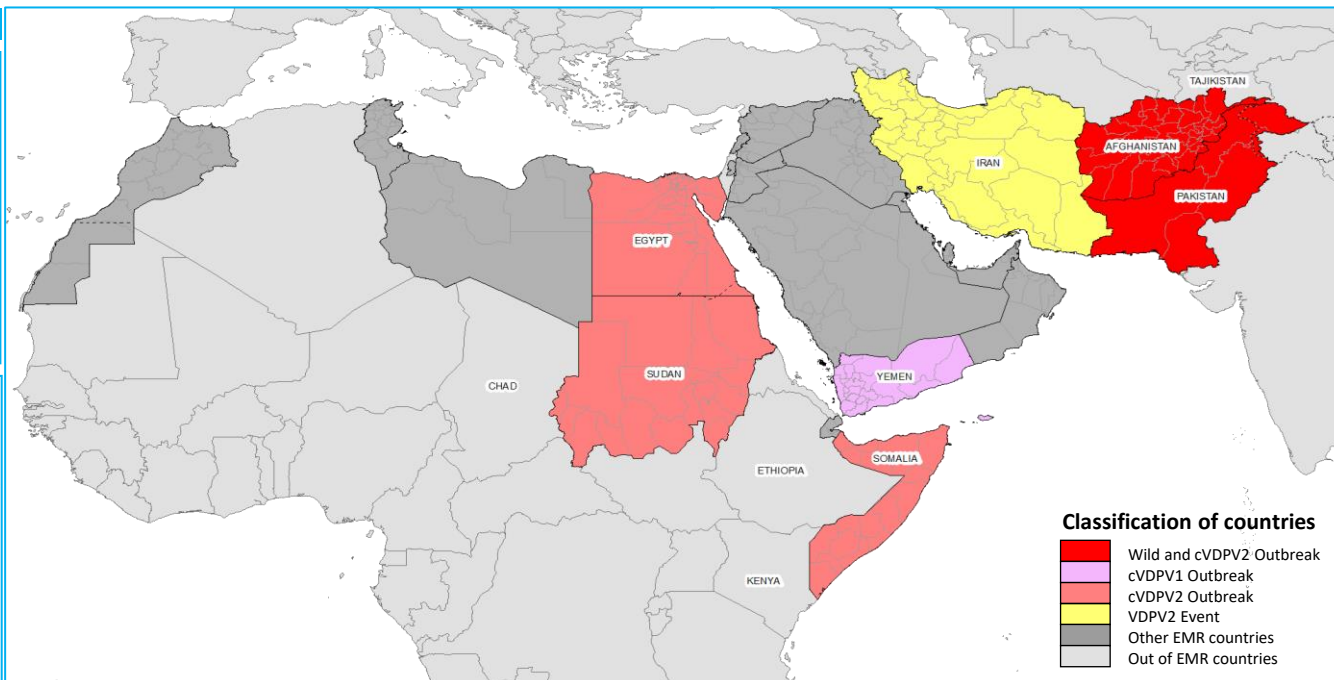 TAJIKISTAN
AFGHANISTAN
IRAN
PAKISTAN
EGYPT
SUDAN
CHAD
YEMEN
ETHIOPIA
SOMALIA
KENYA
Classification of countries
Wild and cVDPV2 Outbreak
cVDPV1 Outbreak
cVDPV2 Outbreak
VDPV2 Event
Other EMR countries
Out of EMR countries